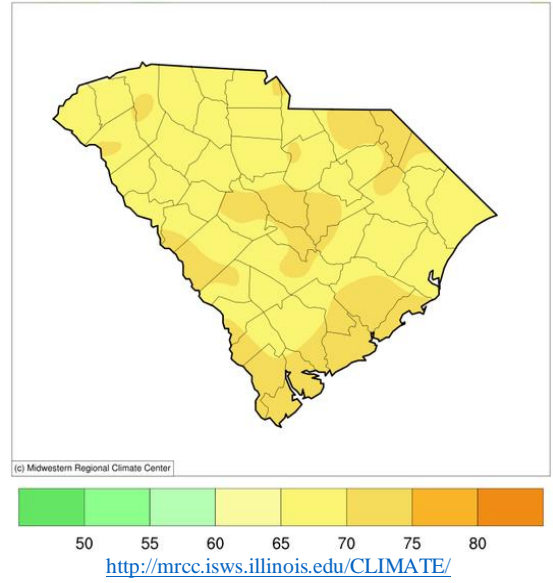 (c) Midwestern Regional Climate Center
50 55 60 65 70 75 80
http://mrcc.isws.illinois.edu/CLIMATE/